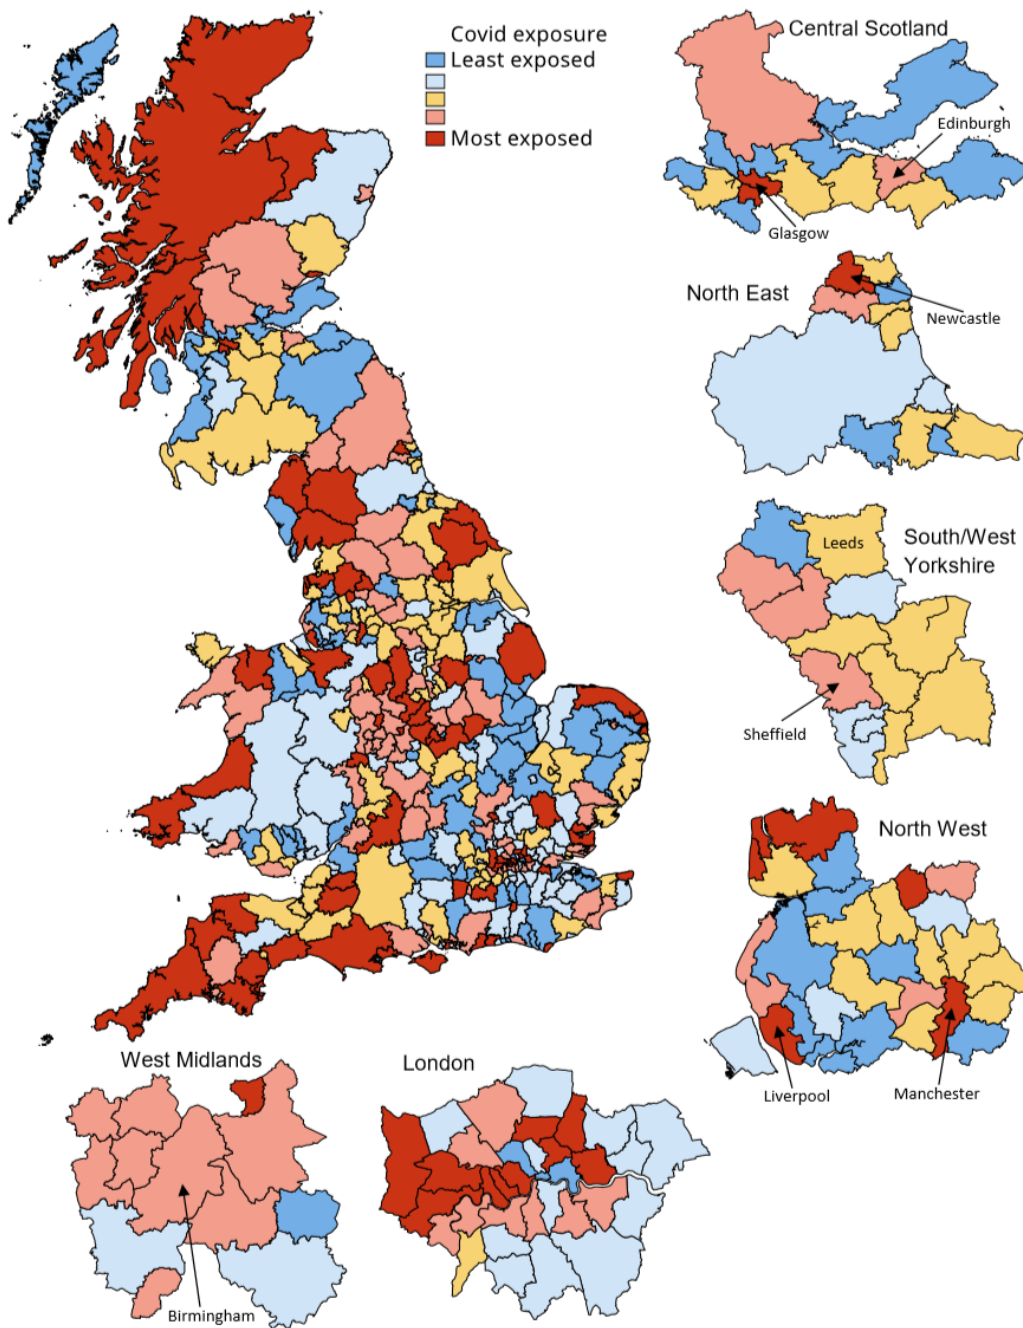 Covid exposure
Least exposed
Most exposed
Central Scotland
Edinburgh
Glasgow
North East
Newcastle
South/West
Yorkshire
Leeds
Sheffield
North West
Liverpool
Manchester
West Midlands
Birmingham
London